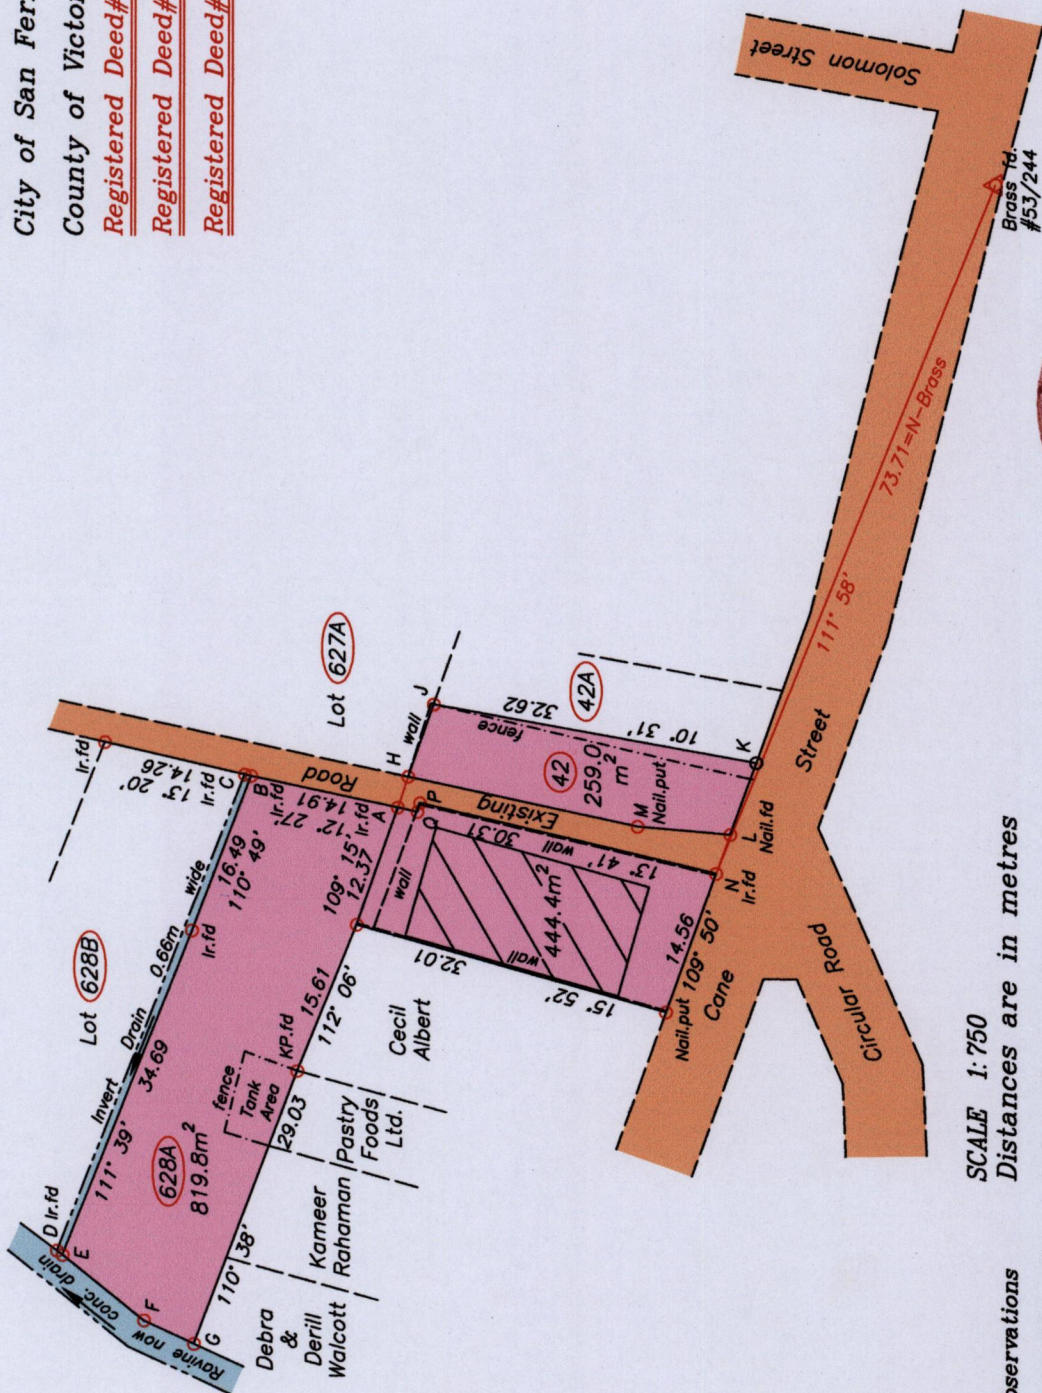 City of San Fer
County of Victor
Registered Deed#
Registered Deed#
Registered Deed#
Solomon Street
Brass fd.
#53/244
73.71=N-Brass
111° 58'
Lot 627A
Lot 628B
Ir.fd
13° 20'
14.26
Ir.fd
C
B
Ir.fd
Road
12° 27'
14.91
Ir.fd
A
H
wall
J
P
Q
Existing
fence
32.62
10° 31'
42A
42
259.0
m²
Nail.put
M
K
L
Nail.fd
Street
N
Ir.fd
30.31
wall
13° 41'
444.4m²
wall
wall
109° 15'
12.37
32.01
15° 52'
14.56
109° 50'
Nail.put
Cane
Circular Road
16.49
110° 49'
wide
0.66m
Drain
Invert
Ir.fd
34.69
111° 39'
628A
819.8m²
fence
Tank
Area
KP.fd
15.61
112° 06'
29.03
110° 38'
D Ir.fd
E
F
G
Ravine now
conc. drain
Cecil
Albert
Pastry
Foods
Ltd.
Kameer
Rahaman
Debra
&
Derill
Walcott
SCALE 1:750
Distances are in metres
servations